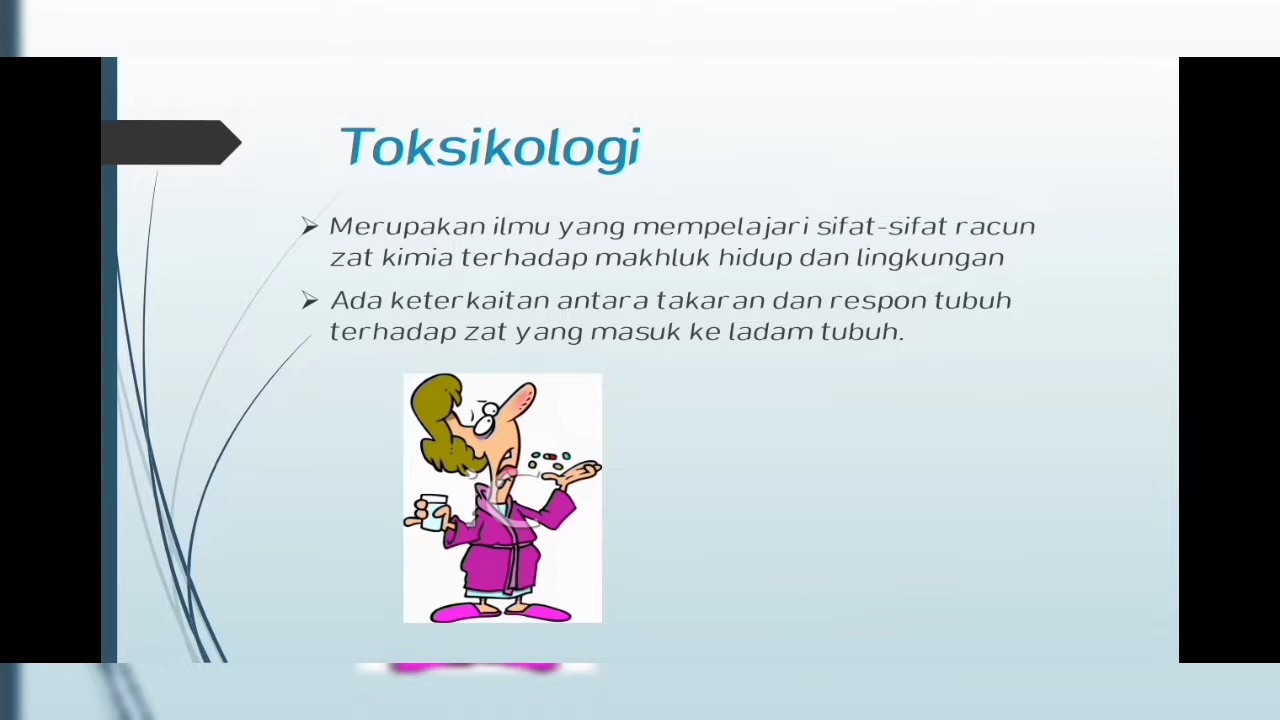 Toksikologi
Merupakan ilmu yang mempelajari sifat-sifat racun
zat kimia terhadap makhluk hidup dan lingkungan
Ada keterkaitan antara takaran dan respon tubuh
terhadap zat yang masuk ke ladam tubuh.